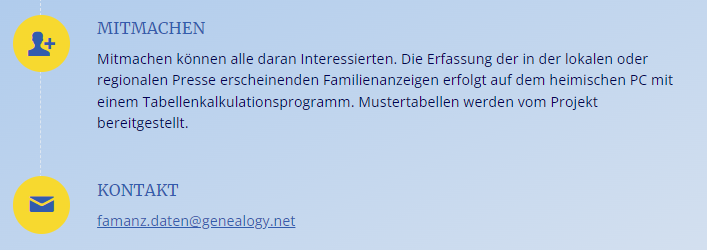 MITMACHEN
Mitmachen können alle daran Interessierten. Die Erfassung der in der lokalen oder
regionalen Presse erscheinenden Familienanzeigen erfolgt auf dem heimischen PC mit
einem Tabellenkalkulationsprogramm. Mustertabellen werden vom Projekt
bereitgestellt.
KONTAKT
famanz.daten@genealogy.net